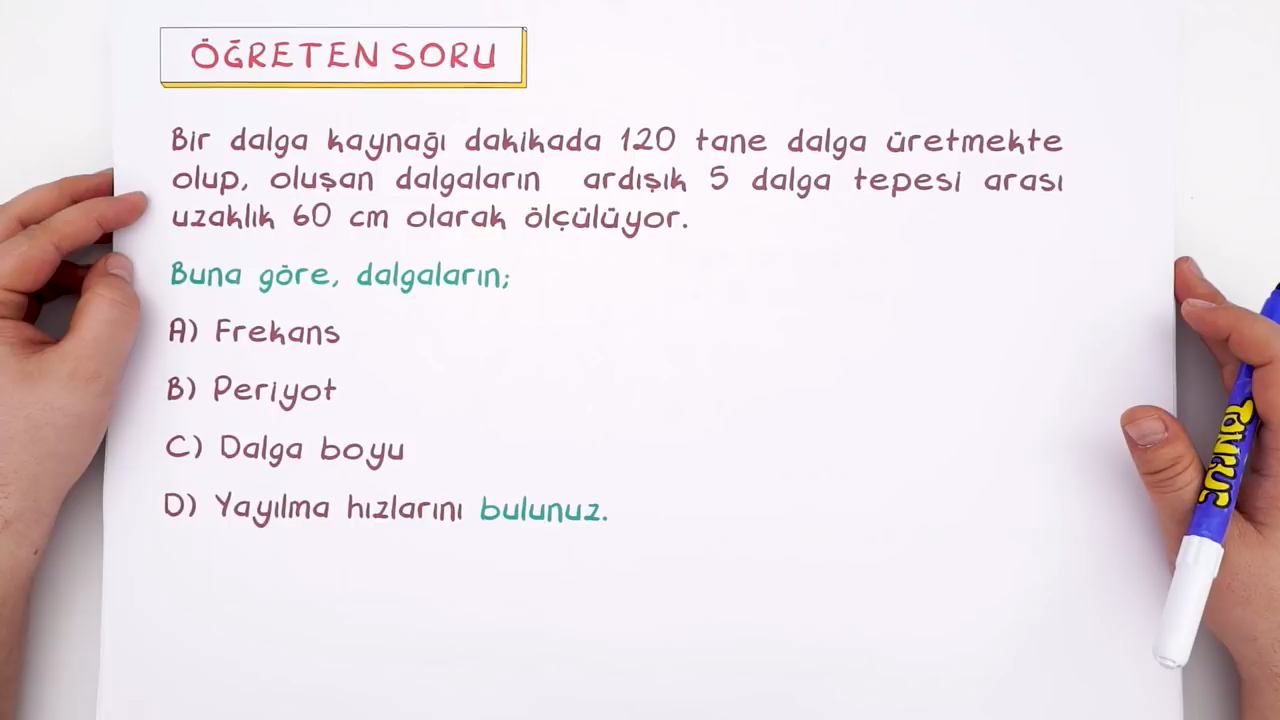 ÖĞRETEN SORU
Bir dalga kaynağı dakikada 120 tane dalga üretmekte
olup, oluşan dalgaların ardışık 5 dalga tepesi arası
uzaklık 60 cm olarak ölçülüyor.
Buna göre, dalgaların;
A) Frekans
B) Periyot
C) Dalga boyu
D) Yayılma hızlarını bulunuz.